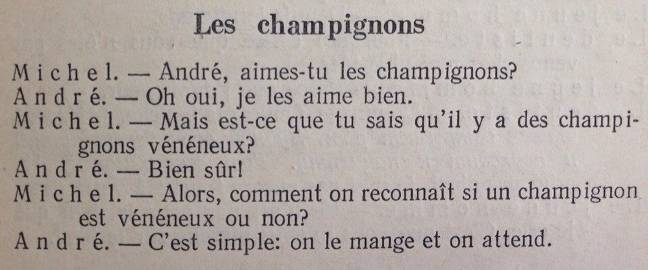 Les champignons
Michel. — André, aimes-tu les champignons?
André. — Oh oui, je les aime bien.
Michel. — Mais est-ce que tu sais qu'il y a des champi-
gnons vénéneux?
André. — Bien sûr!
Michel. — Alors, comment on reconnaît si un champignon
est vénéneux ou non?
André. — C'est simple: on le mange et on attend.